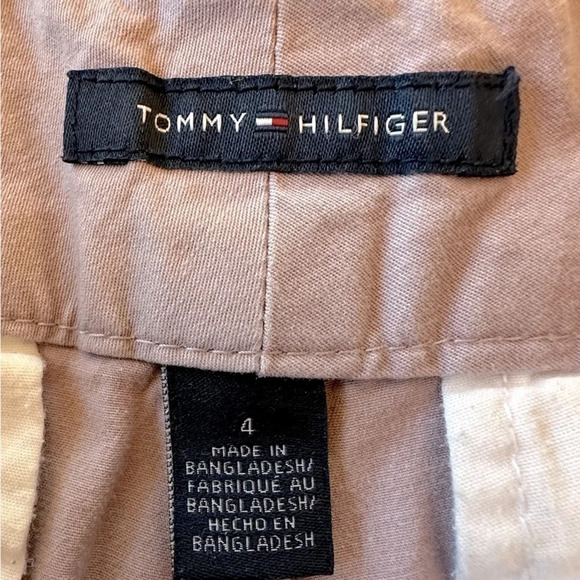 TOMMY HILFIGER
4
MADE IN
BANGLADESH/
FABRIQUÉ AU
BANGLADESH/
HECHO EN
BANGLADESH